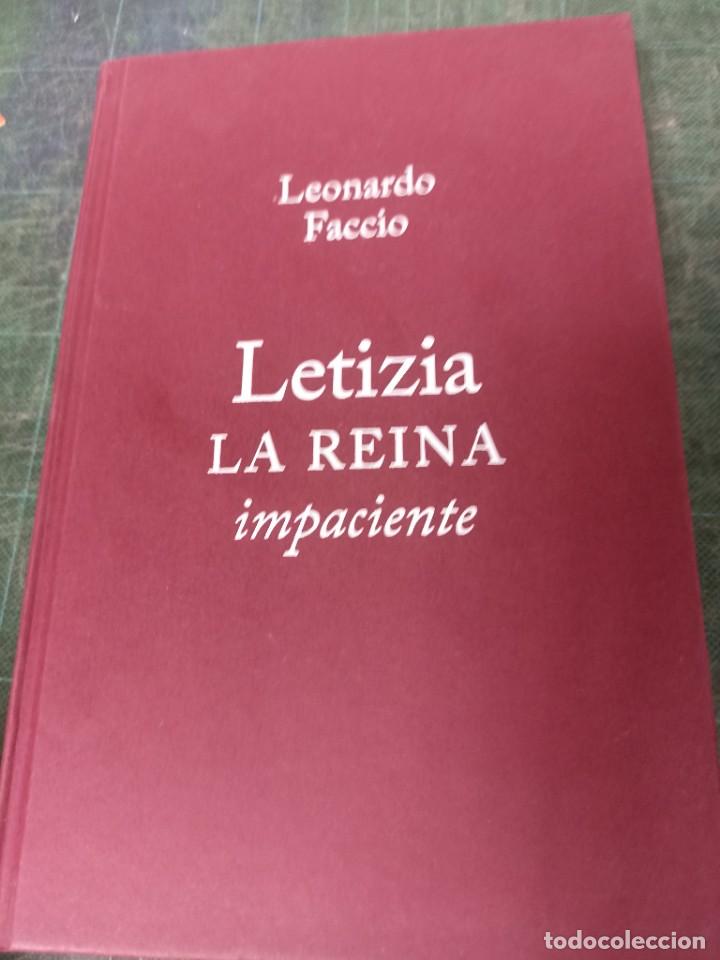 Leonardo
Faccio
Letizia
LA REINA
impaciente
todocoleccion